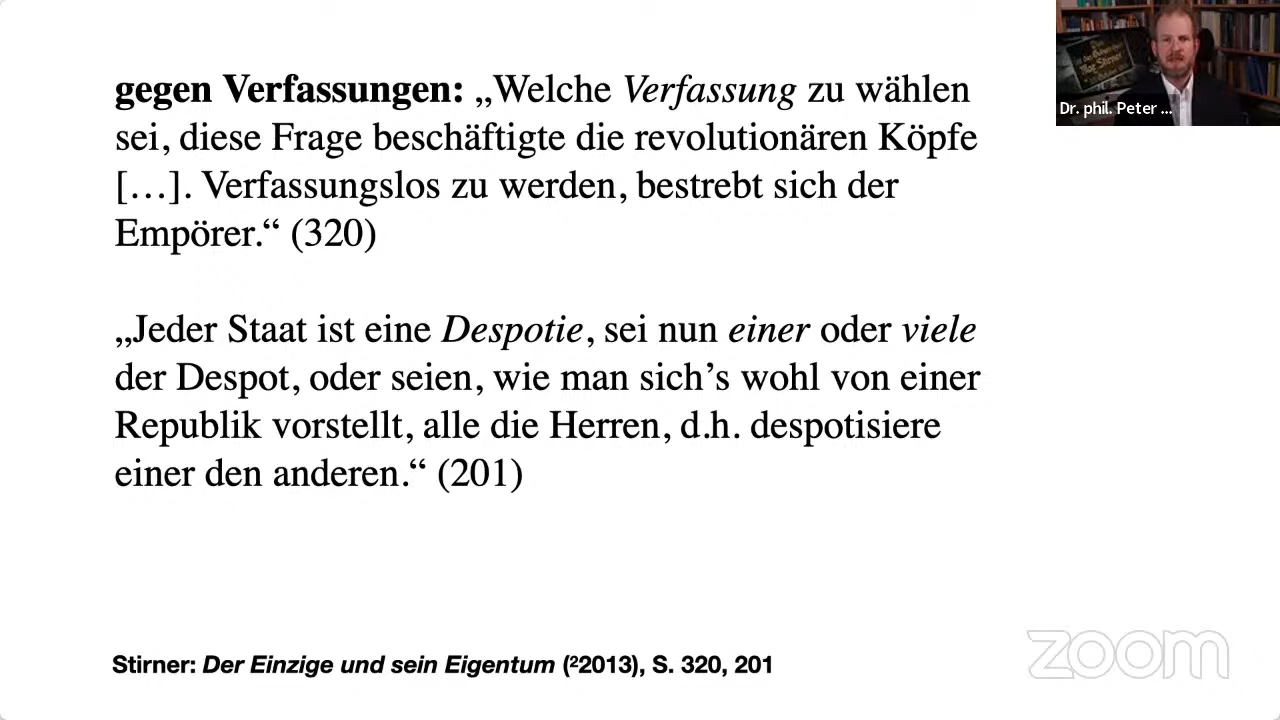 gegen Verfassungen: „Welche Verfassung zu wählen
sei, diese Frage beschäftigte die revolutionären Köpfe
[…]. Verfassungslos zu werden, bestrebt sich der
Empörer.“ (320)
„Jeder Staat ist eine Despotie, sei nun einer oder viele
der Despot, oder seien, wie man sich’s wohl von einer
Republik vorstellt, alle die Herren, d.h. despotisiere
einer den anderen.“ (201)
Stirner: Der Einzige und sein Eigentum (²2013), S. 320, 201
Dr. phil. Peter ...
Max Stirner
zoom